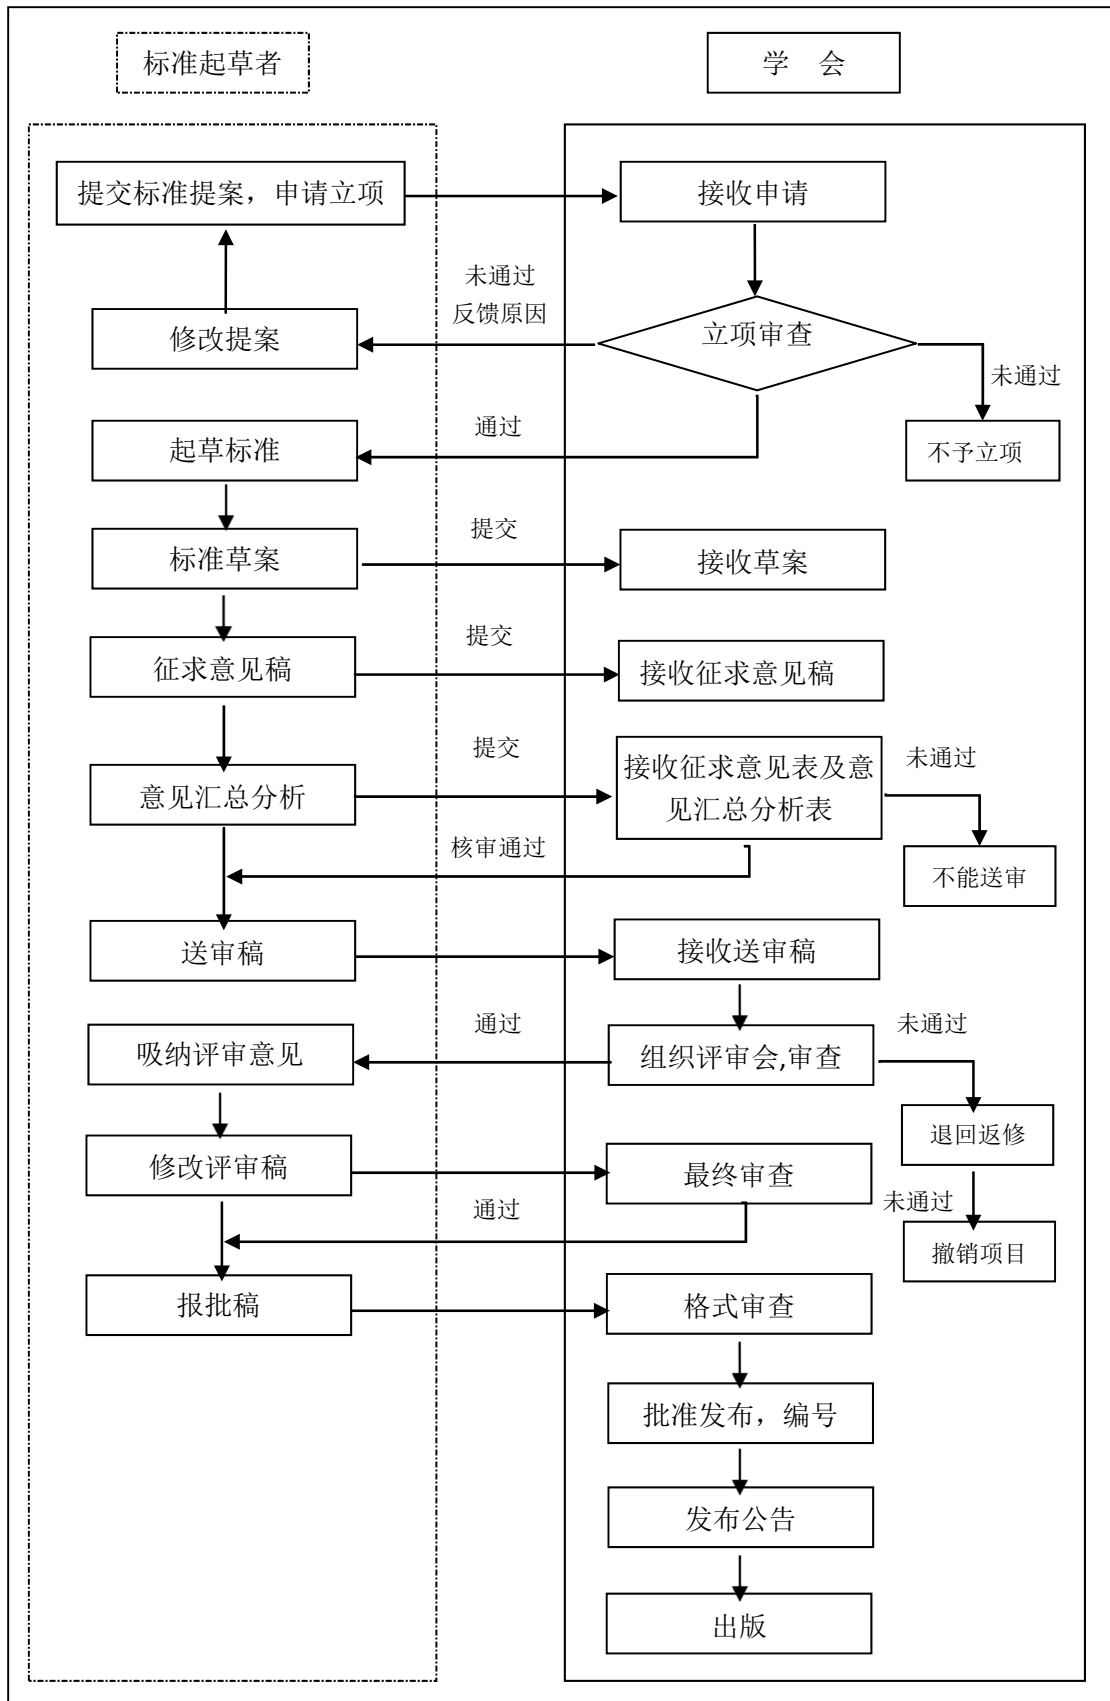 标准起草者
学 会
提交标准提案，申请立项
接收申请
未通过
反馈原因
修改提案
立项审查
未通过
通过
起草标准
不予立项
提交
标准草案
接收草案
提交
征求意见稿
接收征求意见稿
提交
接收征求意见表及意
见汇总分析表
未通过
意见汇总分析
核审通过
不能送审
送审稿
接收送审稿
通过
未通过
吸纳评审意见
组织评审会,审查
退回返修
修改评审稿
最终审查
未通过
通过
撤销项目
报批稿
格式审查
批准发布，编号
发布公告
出版